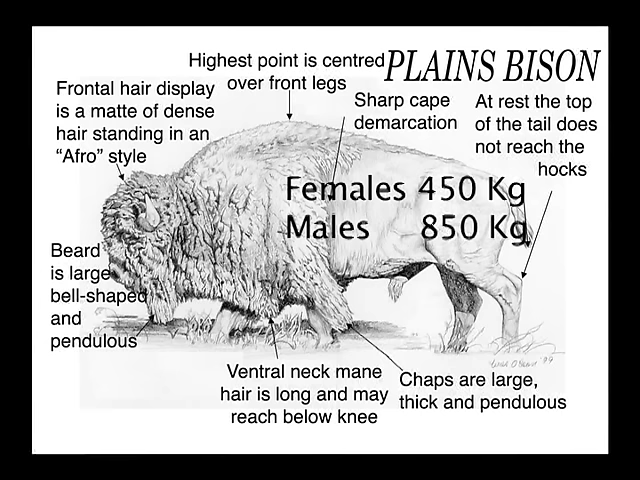 PLAINS BISON
Highest point is centred
over front legs
Frontal hair display
is a matte of dense
hair standing in an
“Afro” style
Sharp cape
demarcation
At rest the top
of the tail does
not reach the
hocks
Females 450 Kg
Males 850 Kg
Beard
is large
bell-shaped
and
pendulous
Ventral neck mane
hair is long and may
reach below knee
Chaps are large,
thick and pendulous